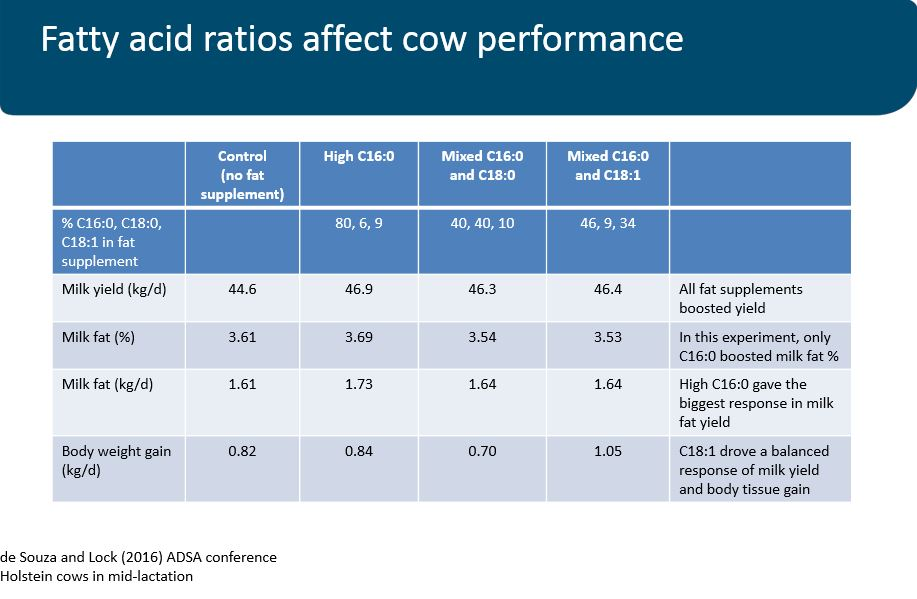 Fatty acid ratios affect cow performance
Control
(no fat
supplement)
High C16:0
Mixed C16:0
and C18:0
Mixed C16:0
and C18:1
% C16:0, C18:0,
C18:1 in fat
supplement
80, 6, 9
40, 40, 10
46, 9, 34
Milk yield (kg/d)
44.6
46.9
46.3
46.4
All fat supplements
boosted yield
Milk fat (%)
3.61
3.69
3.54
3.53
In this experiment, only
C16:0 boosted milk fat %
Milk fat (kg/d)
1.61
1.73
1.64
1.64
High C16:0 gave the
biggest response in milk
fat yield
Body weight gain
(kg/d)
0.82
0.84
0.70
1.05
C18:1 drove a balanced
response of milk yield
and body tissue gain
de Souza and Lock (2016) ADSA conference
Holstein cows in mid-lactation